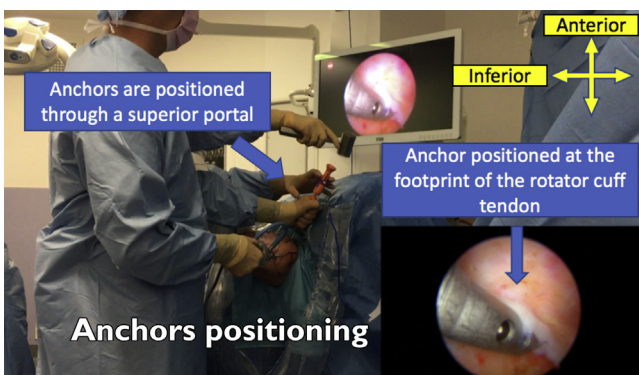 Anterior
Inferior
Anchors are positioned
through a superior portal
Anchor positioned at the
footprint of the rotator cuff
tendon
Anchors positioning